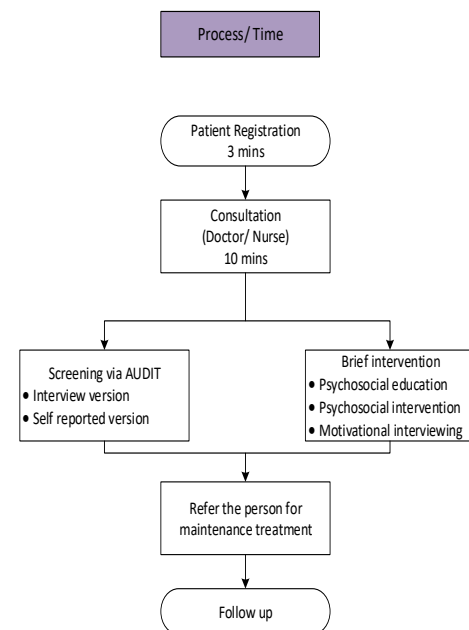 Process/ Time
Patient Registration
3 mins
Consultation
(Doctor/ Nurse)
10 mins
Screening via AUDIT
• Interview version
• Self reported version
Brief intervention
• Psychosocial education
• Psychosocial intervention
• Motivational interviewing
Refer the person for
maintenance treatment
Follow up